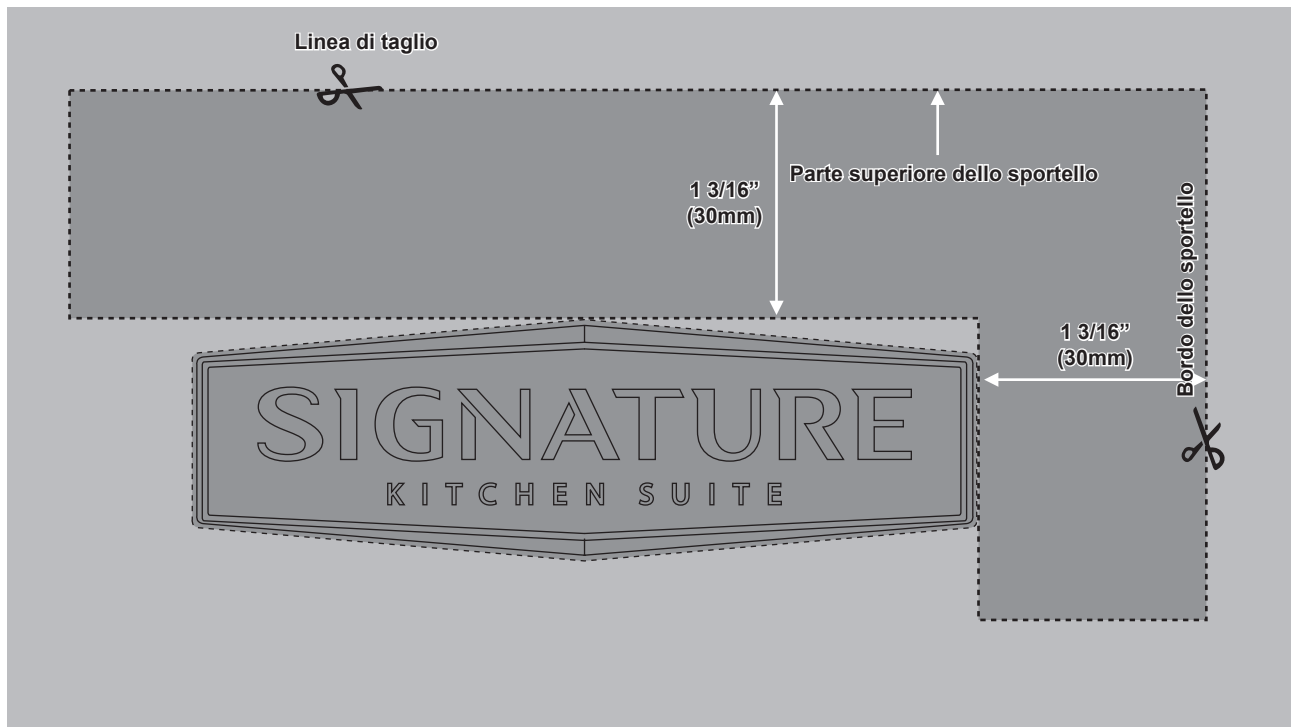 Linea di taglio
Parte superiore dello sportello
1 3/16”
(30mm)
Bordo dello sportello
1 3/16”
(30mm)
SIGNATURE
KITCHEN SUITE